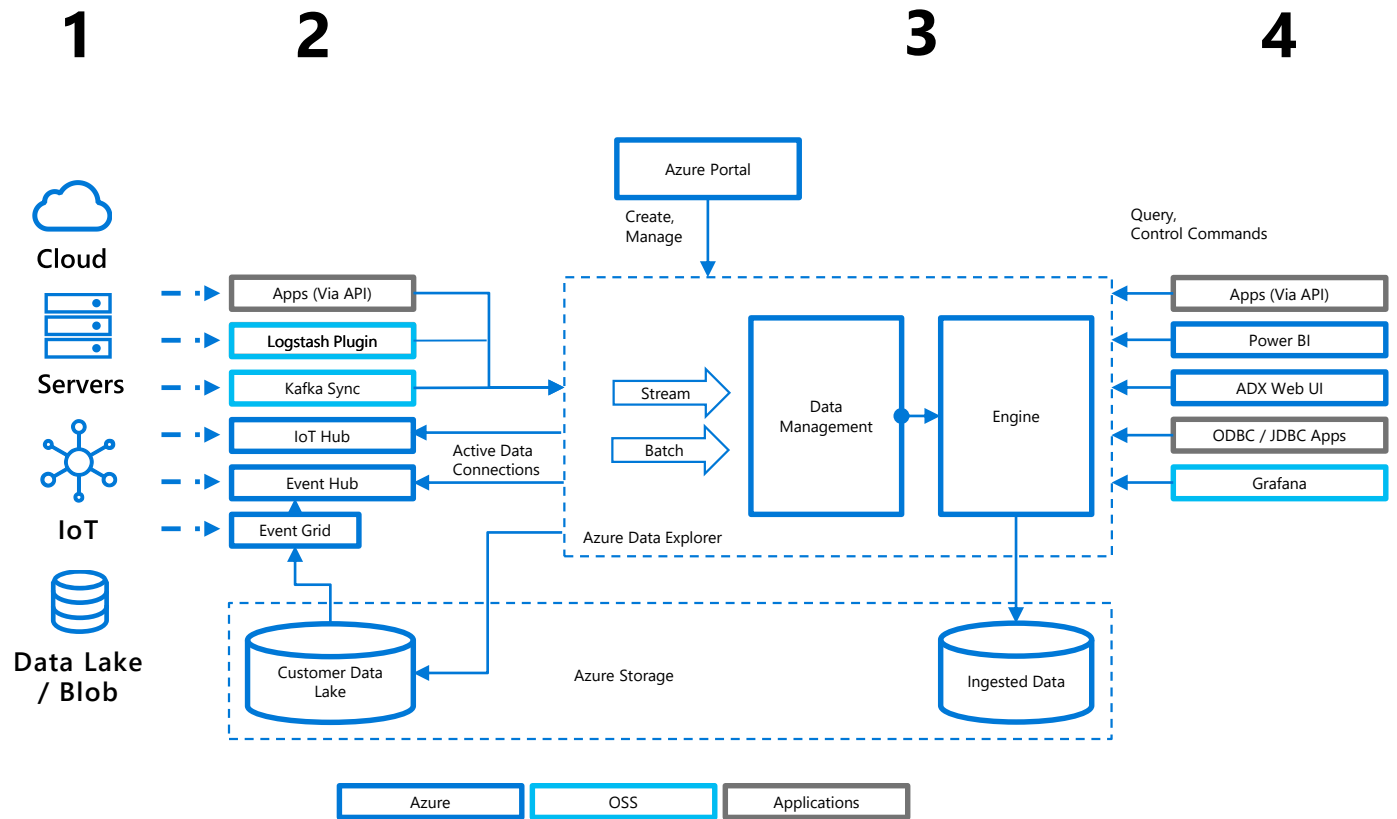 1
2
3
4
Azure Portal
Create,
Manage
Query,
Control Commands
Cloud
Servers
IoT
Data Lake
/ Blob
Apps (Via API)
Logstash Plugin
Kafka Sync
IoT Hub
Event Hub
Event Grid
Active Data
Connections
Stream
Batch
Data
Management
Engine
Azure Data Explorer
Apps (Via API)
Power BI
ADX Web UI
ODBC / JDBC Apps
Grafana
Customer Data
Lake
Azure Storage
Ingested Data
Azure
OSS
Applications